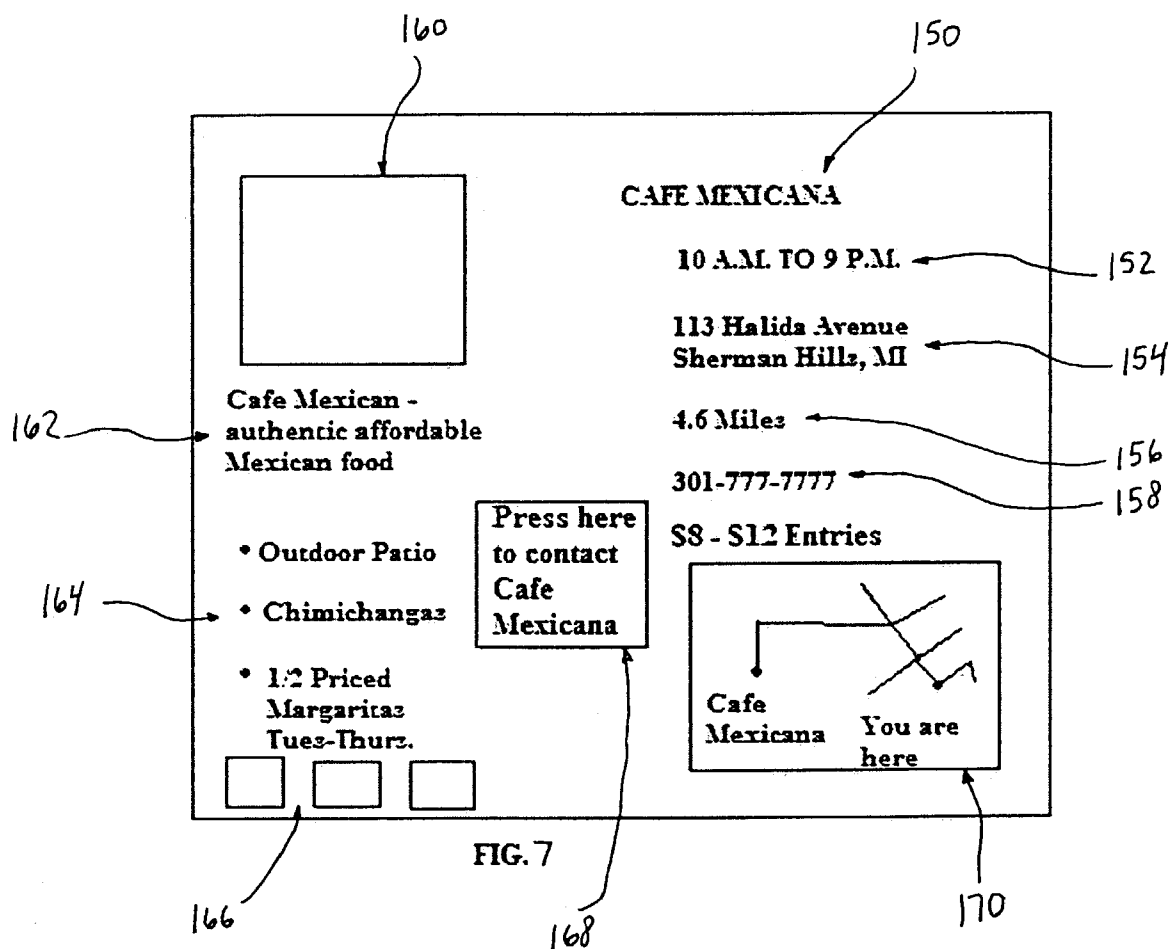 160
150
CAFE MEXICANA
10 A.M. TO 9 P.M.
152
113 Halida Avenue
Sherman Hills, MI
154
Cafe Mexican -
authentic affordable
Mexican food
162
4.6 Miles
156
301-777-7777
158
Press here
to contact
Cafe
Mexicana
$8 - $12 Entries
• Outdoor Patio
• Chimichangas
• 1/2 Priced
Margaritas
Tues-Thurs.
164
Cafe
Mexicana
You are
here
FIG. 7
166
168
170